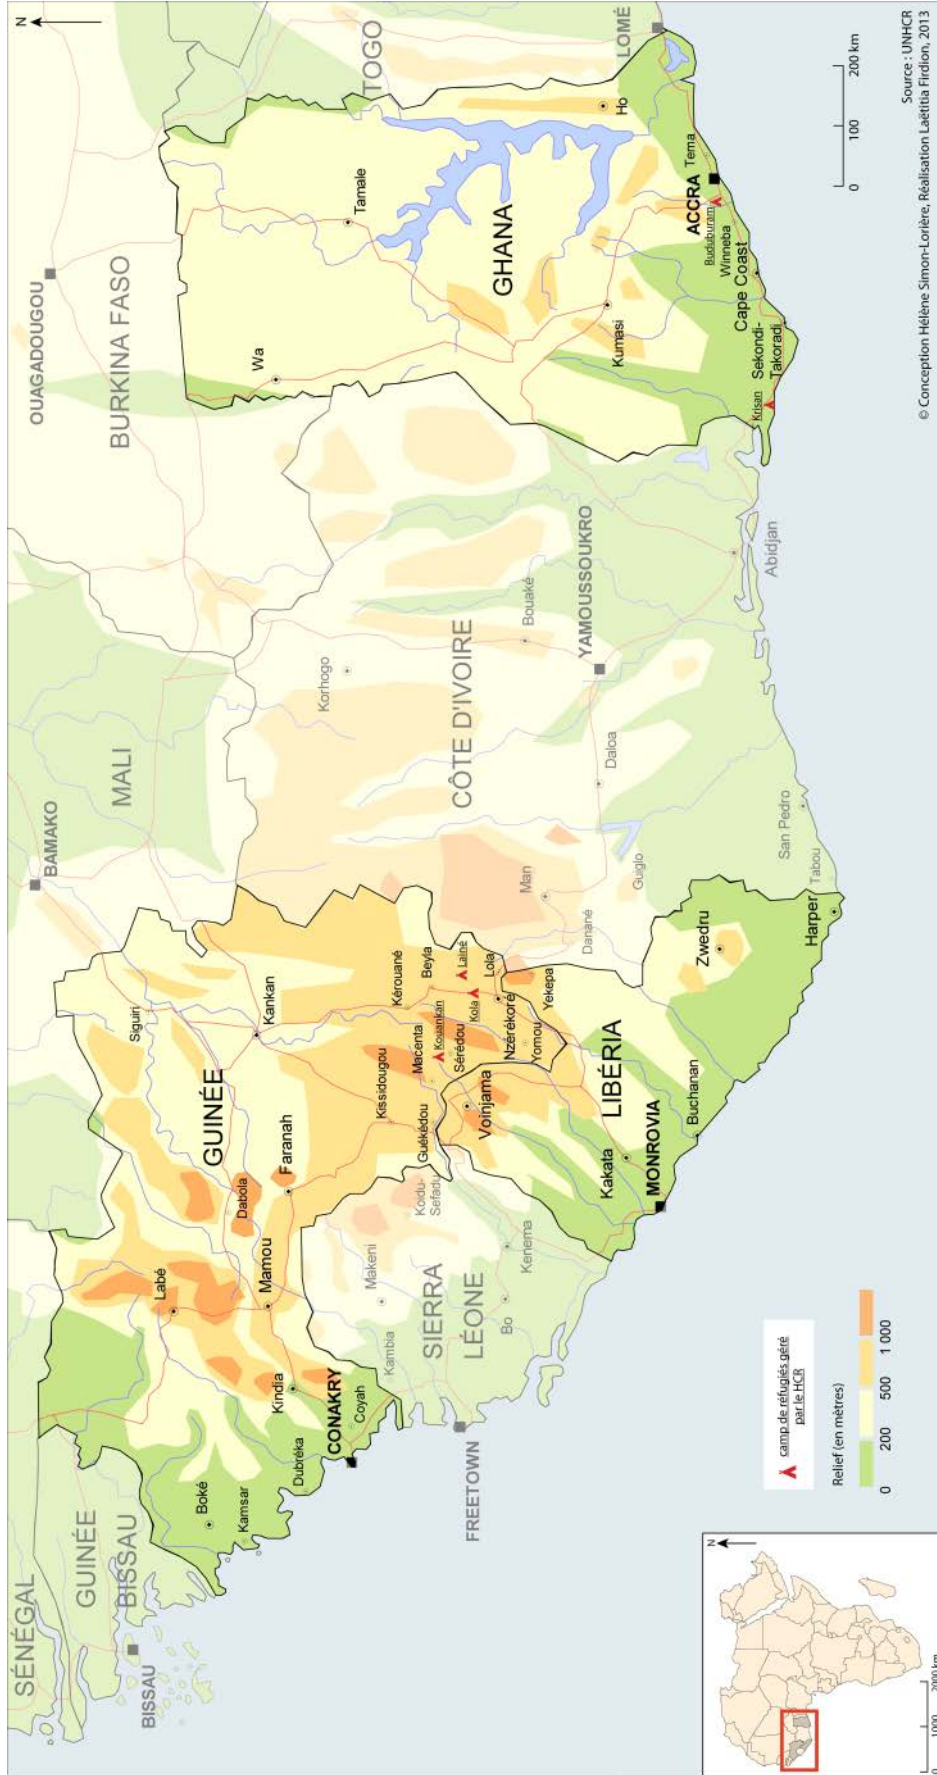 N
SÉNÉGAL
GUINÉE
BISSAU
BISSAU
BAMAKO
MALI
OUAGADOUGOU
BURKINA FASO
TOGO
LOMÉ
Boké
Kamsar
Dubréka
Labé
Kindia
CONAKRY
Coyah
Mamou
Dabola
GUINÉE
Faranah
Siguiri
Kankan
Kissidougou
Kérouané
Macenta
Beyla
Guékédou
Kouankan
Sérédou
Kola
Lainé
Lola
Nzérékoré
Yomou
Yekepa
FREETOWN
Kambia
SIERRA
LÉONE
Makeni
Koidu-
Sefadu
Bo
Kenema
Voinjama
LIBÉRIA
Kakata
MONROVIA
Buchanan
Zwedru
Harper
CÔTE D'IVOIRE
Korhogo
Bouaké
YAMOUSSOUKRO
Man
Danané
Daloa
Guiglo
San Pedro
Tabou
Abidjan
Wa
Tamale
GHANA
Kumasi
Ho
ACCRA
Tema
Buduburam
Winneba
Cape Coast
Sekondi-
Takoradi
Krisan
0 100 200 km
camp de réfugiés géré
par le HCR
Relief (en mètres)
0 200 500 1 000
N
0 1000 2000 km
Source : UNHCR
© Conception Hélène Simon-Lorière, Réalisation Laëtitia Firdion, 2013